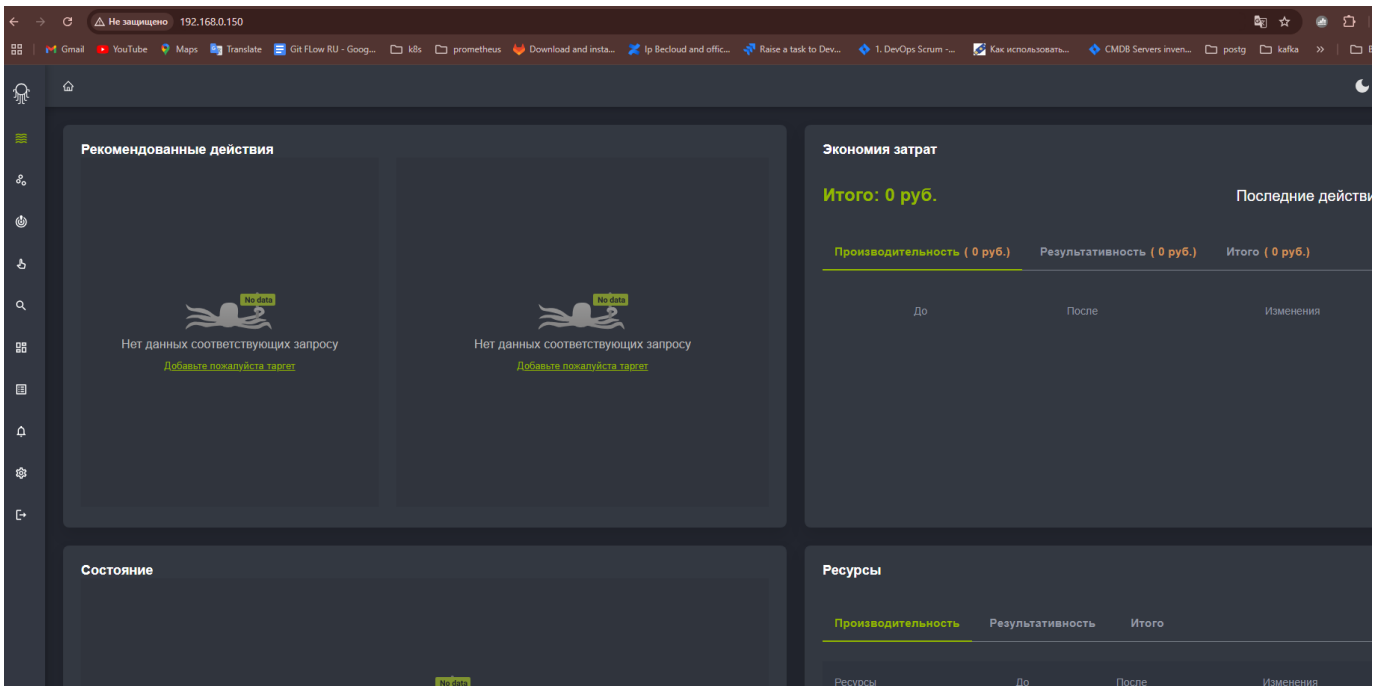 Не защищено 192.168.0.150
Gmail YouTube Maps Translate Git FLow RU - Goog... k8s prometheus Download and insta... Ip Becloud and offic... Raise a task to Dev... 1. DevOps Scrum -... Как использовать... CMDB Servers inven... postg kafka »
Рекомендованные действия
No data
Нет данных соответствующих запросу
Добавьте пожалуйста таргет
No data
Нет данных соответствующих запросу
Добавьте пожалуйста таргет
Экономия затрат
Итого: 0 руб. Последние действи
Производительность ( 0 руб.) Результативность ( 0 руб.) Итого ( 0 руб.)
До После Изменения
Состояние
No data
Ресурсы
Производительность Результативность Итого
Ресурсы До После Изменения